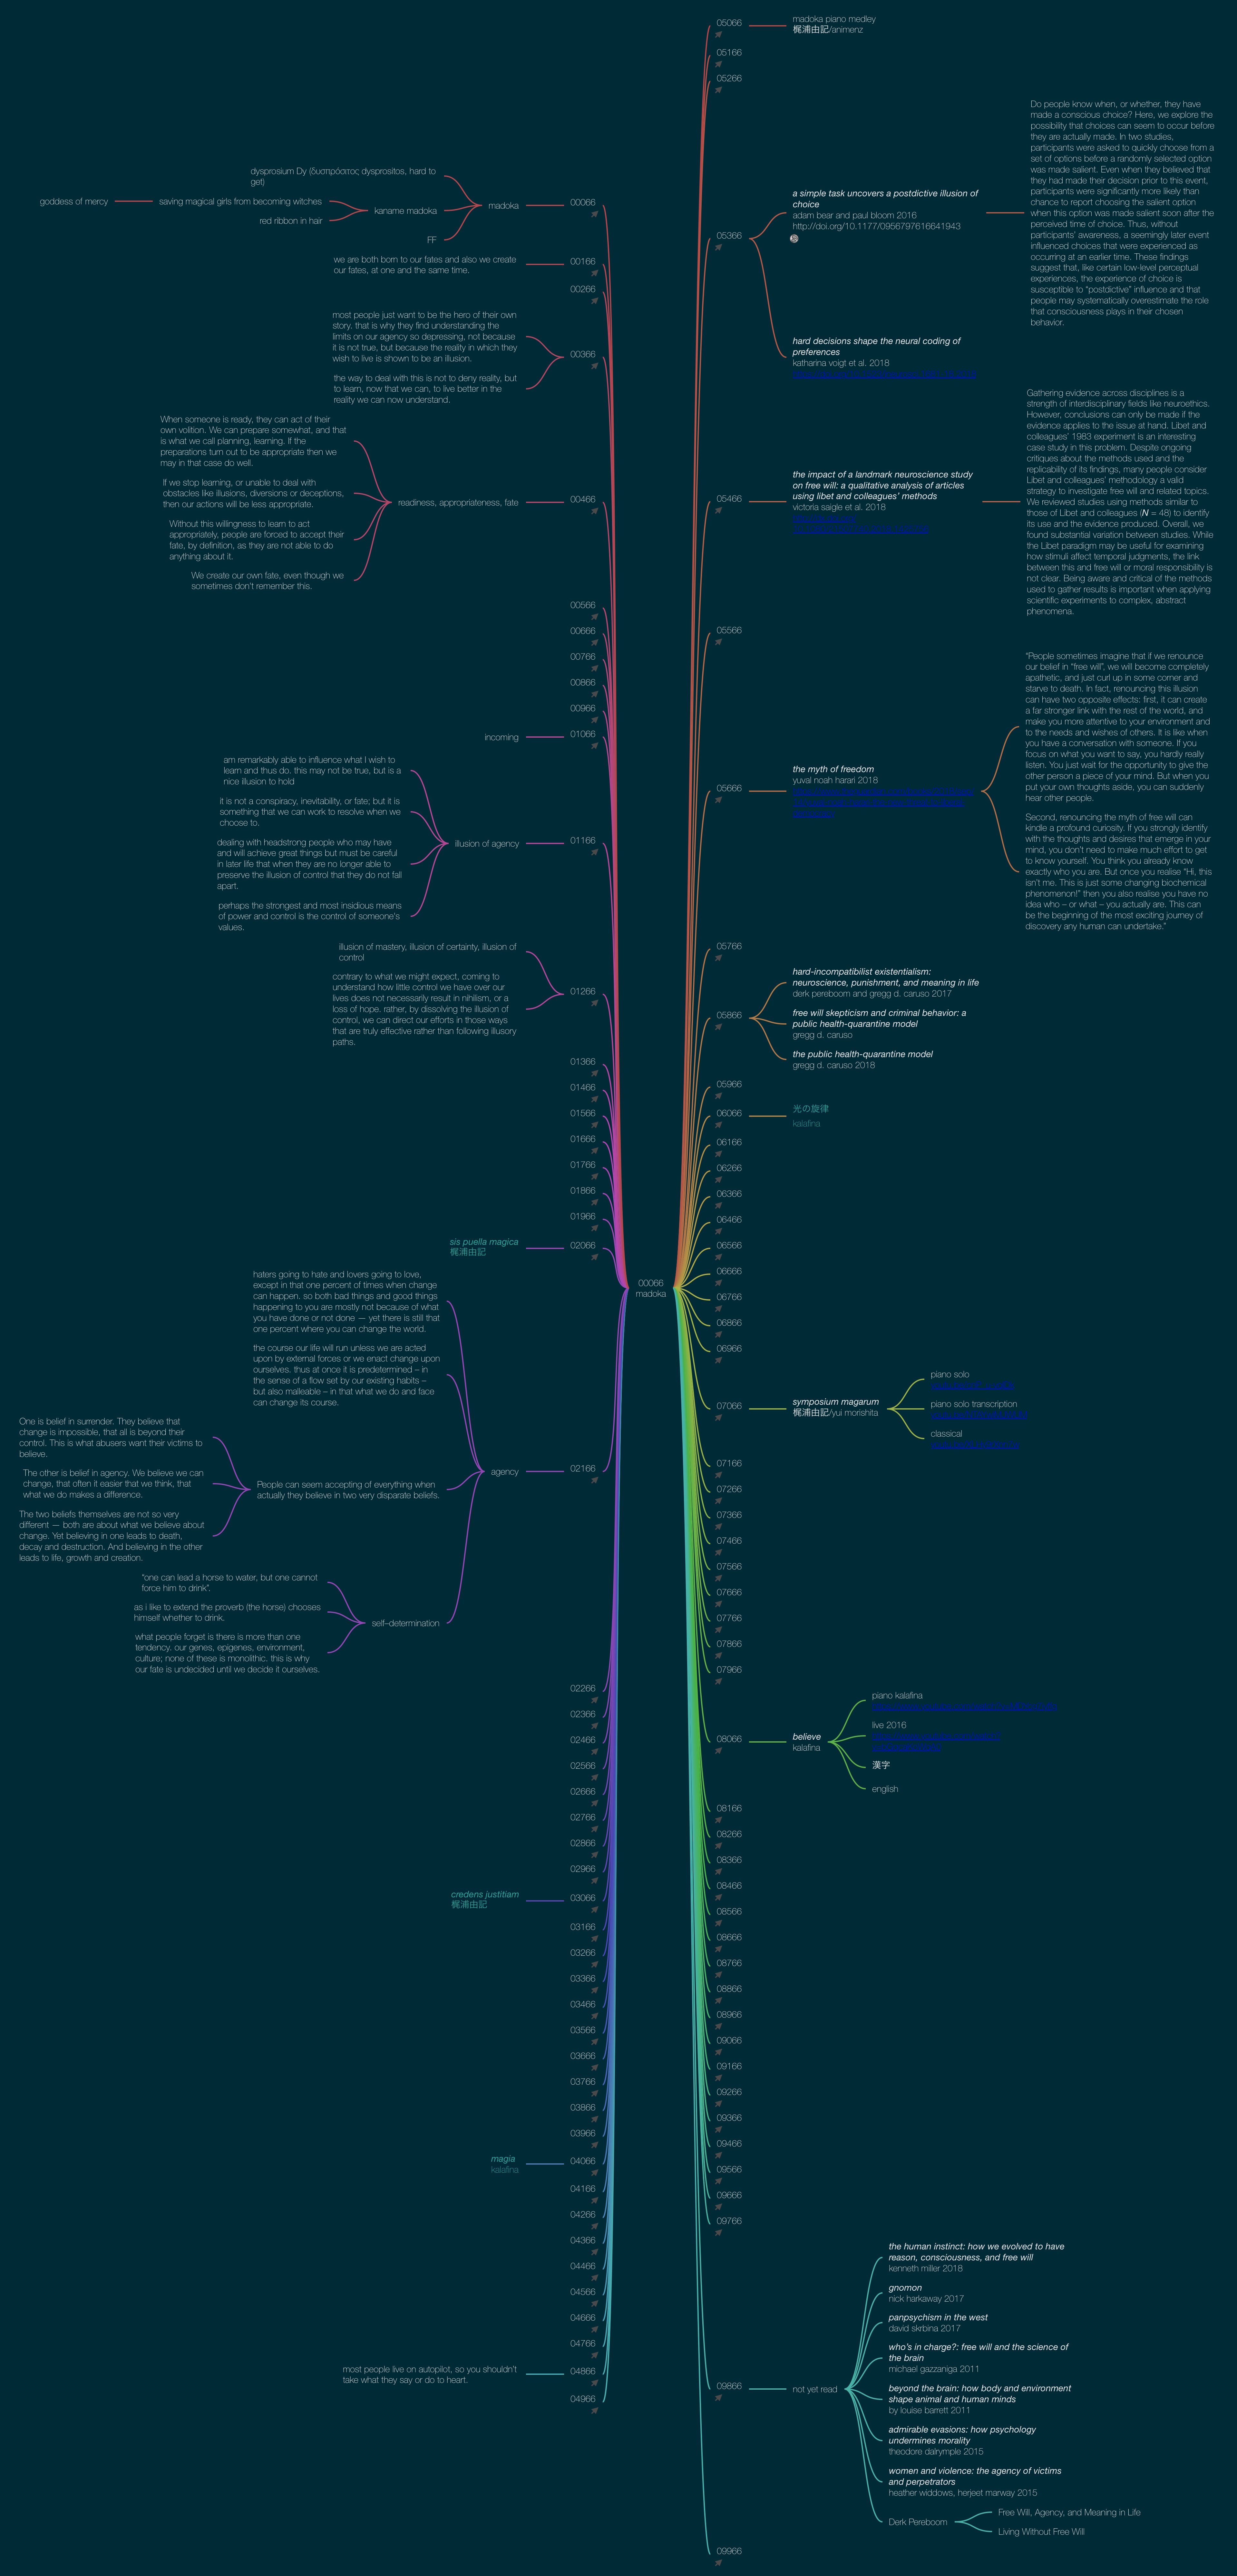 00066
madoka
00066
madoka
dysprosium Dy (δυσπρόσιτος; dysprositos, hard to
get)
kaname madoka
saving magical girls from becoming witches
goddess of mercy
red ribbon in hair
FF
00166
we are both born to our fates and also we create
our fates, at one and the same time.
00266
00366
most people just want to be the hero of their own
story. that is why they find understanding the
limits on our agency so depressing, not because
it is not true, but because the reality in which they
wish to live is shown to be an illusion.
the way to deal with this is not to deny reality, but
to learn, now that we can, to live better in the
reality we can now understand.
00466
readiness, appropriateness, fate
When someone is ready, they can act of their
own volition. We can prepare somewhat, and that
is what we call planning, learning. If the
preparations turn out to be appropriate then we
may in that case do well.
If we stop learning, or unable to deal with
obstacles like illusions, diversions or deceptions,
then our actions will be less appropriate.
Without this willingness to learn to act
appropriately, people are forced to accept their
fate, by definition, as they are not able to do
anything about it.
We create our own fate, even though we
sometimes don't remember this.
00566
00666
00766
00866
00966
01066
incoming
01166
illusion of agency
am remarkably able to influence what I wish to
learn and thus do. this may not be true, but is a
nice illusion to hold
it is not a conspiracy, inevitability, or fate; but it is
something that we can work to resolve when we
choose to.
dealing with headstrong people who may have
and will achieve great things but must be careful
in later life that when they are no longer able to
preserve the illusion of control that they do not fall
apart.
perhaps the strongest and most insidious means
of power and control is the control of someone's
values.
01266
illusion of mastery, illusion of certainty, illusion of
control
contrary to what we might expect, coming to
understand how little control we have over our
lives does not necessarily result in nihilism, or a
loss of hope. rather, by dissolving the illusion of
control, we can direct our efforts in those ways
that are truly effective rather than following illusory
paths.
01366
01466
01566
01666
01766
01866
01966
02066
sis puella magica
梶浦由記
02166
agency
haters going to hate and lovers going to love,
except in that one percent of times when change
can happen. so both bad things and good things
happening to you are mostly not because of what
you have done or not done — yet there is still that
one percent where you can change the world.
the course our life will run unless we are acted
upon by external forces or we enact change upon
ourselves. thus at once it is predetermined – in
the sense of a flow set by our existing habits –
but also malleable – in that what we do and face
can change its course.
People can seem accepting of everything when
actually they believe in two very disparate beliefs.
One is belief in surrender. They believe that
change is impossible, that all is beyond their
control. This is what abusers want their victims to
believe.
The other is belief in agency. We believe we can
change, that often it easier that we think, that
what we do makes a difference.
The two beliefs themselves are not so very
different — both are about what we believe about
change. Yet believing in one leads to death,
decay and destruction. And believing in the other
leads to life, growth and creation.
self–determination
“one can lead a horse to water, but one cannot
force him to drink”.
as i like to extend the proverb (the horse) chooses
himself whether to drink.
what people forget is there is more than one
tendency. our genes, epigenes, environment,
culture; none of these is monolithic. this is why
our fate is undecided until we decide it ourselves.
02266
02366
02466
02566
02666
02766
02866
02966
03066
credens justitiam
梶浦由記
03166
03266
03366
03466
03566
03666
03766
03866
03966
04066
magia
kalafina
04166
04266
04366
04466
04566
04666
04766
04866
most people live on autopilot, so you shouldn't
take what they say or do to heart.
04966
05066
madoka piano medley
梶浦由記/animenz
05166
05266
05366
a simple task uncovers a postdictive illusion of
choice
adam bear and paul bloom 2016
http://doi.org/10.1177/0956797616641943
Do people know when, or whether, they have
made a conscious choice? Here, we explore the
possibility that choices can seem to occur before
they are actually made. In two studies,
participants were asked to quickly choose from a
set of options before a randomly selected option
was made salient. Even when they believed that
they had made their decision prior to this event,
participants were significantly more likely than
chance to report choosing the salient option
when this option was made salient soon after the
perceived time of choice. Thus, without
participants’ awareness, a seemingly later event
influenced choices that were experienced as
occurring at an earlier time. These findings
suggest that, like certain low-level perceptual
experiences, the experience of choice is
susceptible to “postdictive” influence and that
people may systematically overestimate the role
that consciousness plays in their chosen
behavior.
hard decisions shape the neural coding of
preferences
katharina voigt et al. 2018
05466
the impact of a landmark neuroscience study
on free will: a qualitative analysis of articles
using libet and colleagues’ methods
victoria saigle et al. 2018
Gathering evidence across disciplines is a
strength of interdisciplinary fields like neuroethics.
However, conclusions can only be made if the
evidence applies to the issue at hand. Libet and
colleagues’ 1983 experiment is an interesting
case study in this problem. Despite ongoing
critiques about the methods used and the
replicability of its findings, many people consider
Libet and colleagues’ methodology a valid
strategy to investigate free will and related topics.
We reviewed studies using methods similar to
those of Libet and colleagues (N = 48) to identify
its use and the evidence produced. Overall, we
found substantial variation between studies. While
the Libet paradigm may be useful for examining
how stimuli affect temporal judgments, the link
between this and free will or moral responsibility is
not clear. Being aware and critical of the methods
used to gather results is important when applying
scientific experiments to complex, abstract
phenomena.
05566
05666
the myth of freedom
yuval noah harari 2018
“People sometimes imagine that if we renounce
our belief in “free will”, we will become completely
apathetic, and just curl up in some corner and
starve to death. In fact, renouncing this illusion
can have two opposite effects: first, it can create
a far stronger link with the rest of the world, and
make you more attentive to your environment and
to the needs and wishes of others. It is like when
you have a conversation with someone. If you
focus on what you want to say, you hardly really
listen. You just wait for the opportunity to give the
other person a piece of your mind. But when you
put your own thoughts aside, you can suddenly
hear other people.
Second, renouncing the myth of free will can
kindle a profound curiosity. If you strongly identify
with the thoughts and desires that emerge in your
mind, you don’t need to make much effort to get
to know yourself. You think you already know
exactly who you are. But once you realise “Hi, this
isn’t me. This is just some changing biochemical
phenomenon!” then you also realise you have no
idea who – or what – you actually are. This can
be the beginning of the most exciting journey of
discovery any human can undertake.”
05766
05866
hard-incompatibilist existentialism:
neuroscience, punishment, and meaning in life
derk pereboom and gregg d. caruso 2017
free will skepticism and criminal behavior: a
public health-quarantine model
gregg d. caruso
the public health-quarantine model
gregg d. caruso 2018
05966
06066
光の旋律
kalafina
06166
06266
06366
06466
06566
06666
06766
06866
06966
07066
symposium magarum
梶浦由記/yui morishita
piano solo
piano solo transcription
classical
07166
07266
07366
07466
07566
07666
07766
07866
07966
08066
believe
kalafina
piano kalafina
live 2016
漢字
english
08166
08266
08366
08466
08566
08666
08766
08866
08966
09066
09166
09266
09366
09466
09566
09666
09766
09866
not yet read
the human instinct: how we evolved to have
reason, consciousness, and free will
kenneth miller 2018
gnomon
nick harkaway 2017
panpsychism in the west
david skrbina 2017
who’s in charge?: free will and the science of
the brain
michael gazzaniga 2011
beyond the brain: how body and environment
shape animal and human minds
by louise barrett 2011
admirable evasions: how psychology
undermines morality
theodore dalrymple 2015
women and violence: the agency of victims
and perpetrators
heather widdows, herjeet marway 2015
Derk Pereboom
Free Will, Agency, and Meaning in Life
Living Without Free Will
09966